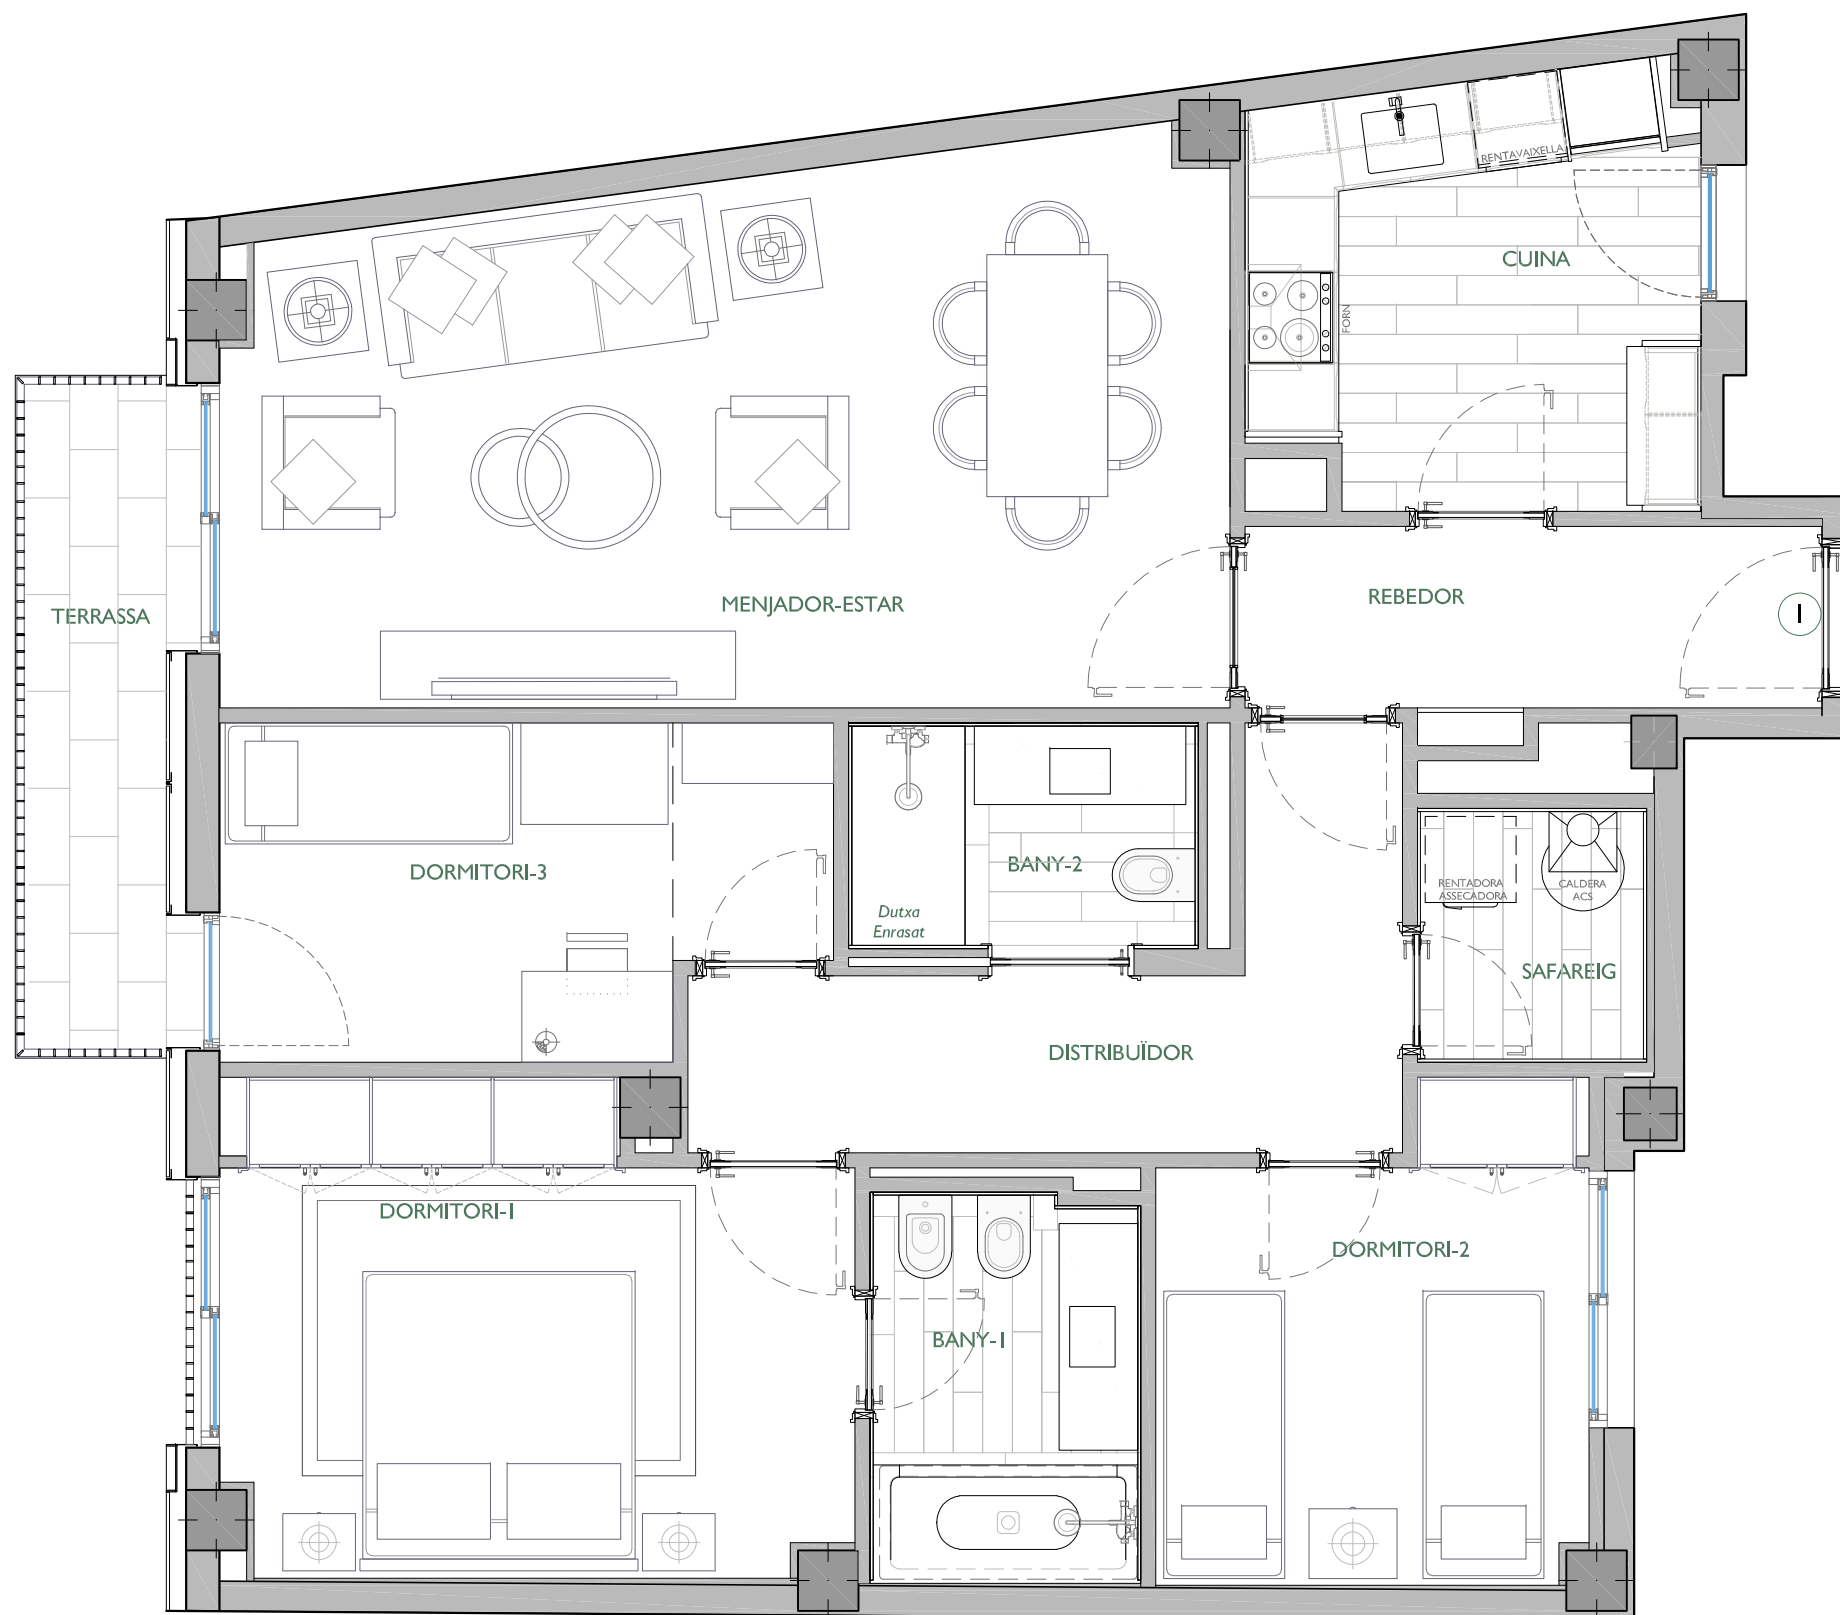 RENTAVAIXELLA
CUINA
FORN
TERRASSA
MENJADOR-ESTAR
REBEDOR
1
DORMITORI-3
BANY-2
Dutxa
Enrasat
RENTADORA
ASSECADORA
CALDERA
ACS
SAFAREIG
DISTRIBUÏDOR
DORMITORI-1
DORMITORI-2
BANY-1